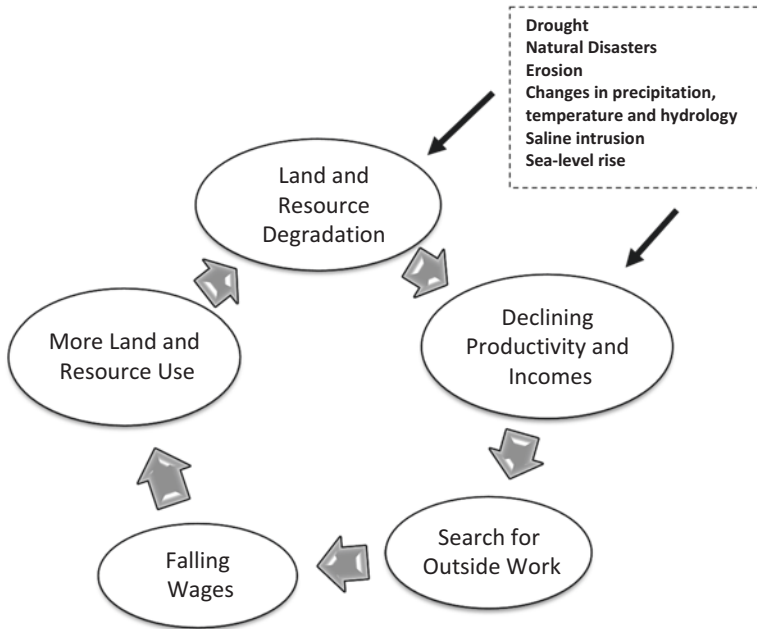 Drought
Natural Disasters
Erosion
Changes in precipitation,
temperature and hydrology
Saline intrusion
Sea-level rise
Land and
Resource
Degradation
Declining
Productivity and
Incomes
Search for
Outside Work
Falling
Wages
More Land and
Resource Use